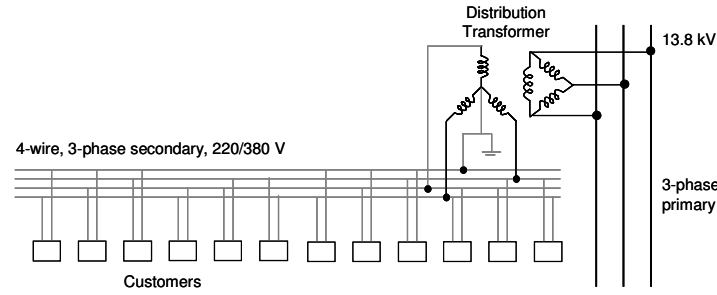 Distribution
Transformer
13.8 kV
4-wire, 3-phase secondary, 220/380 V
3-phase
primary
Customers